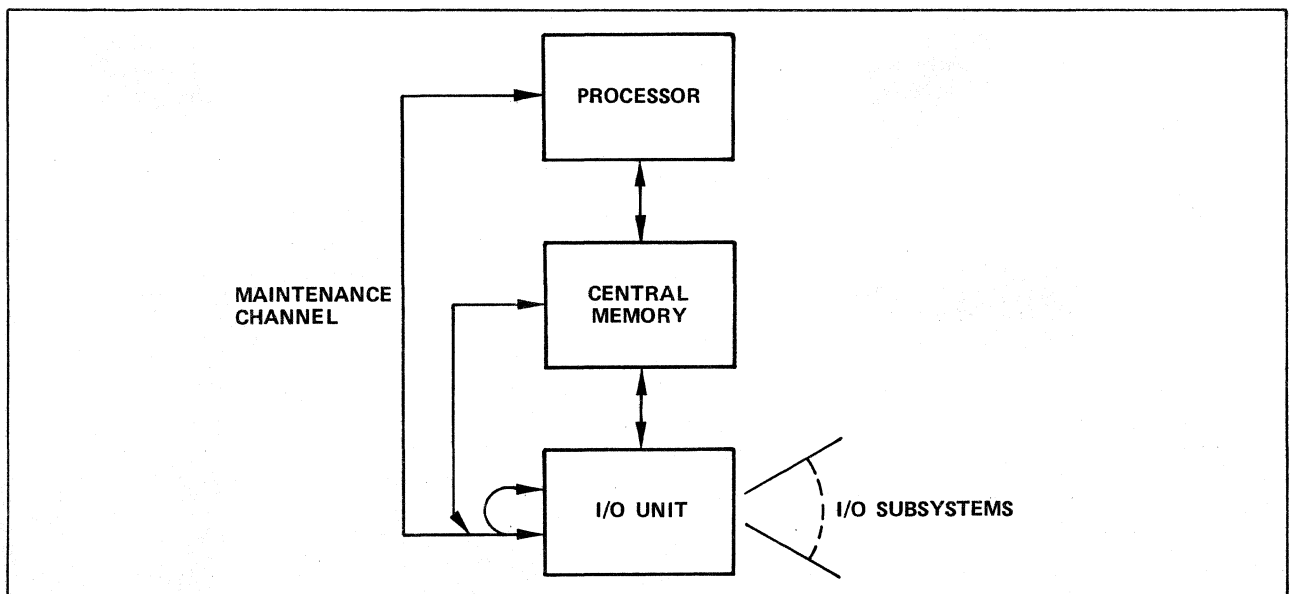 PROCESSOR
MAINTENANCE
CHANNEL
CENTRAL
MEMORY
I/O UNIT
I/O SUBSYSTEMS